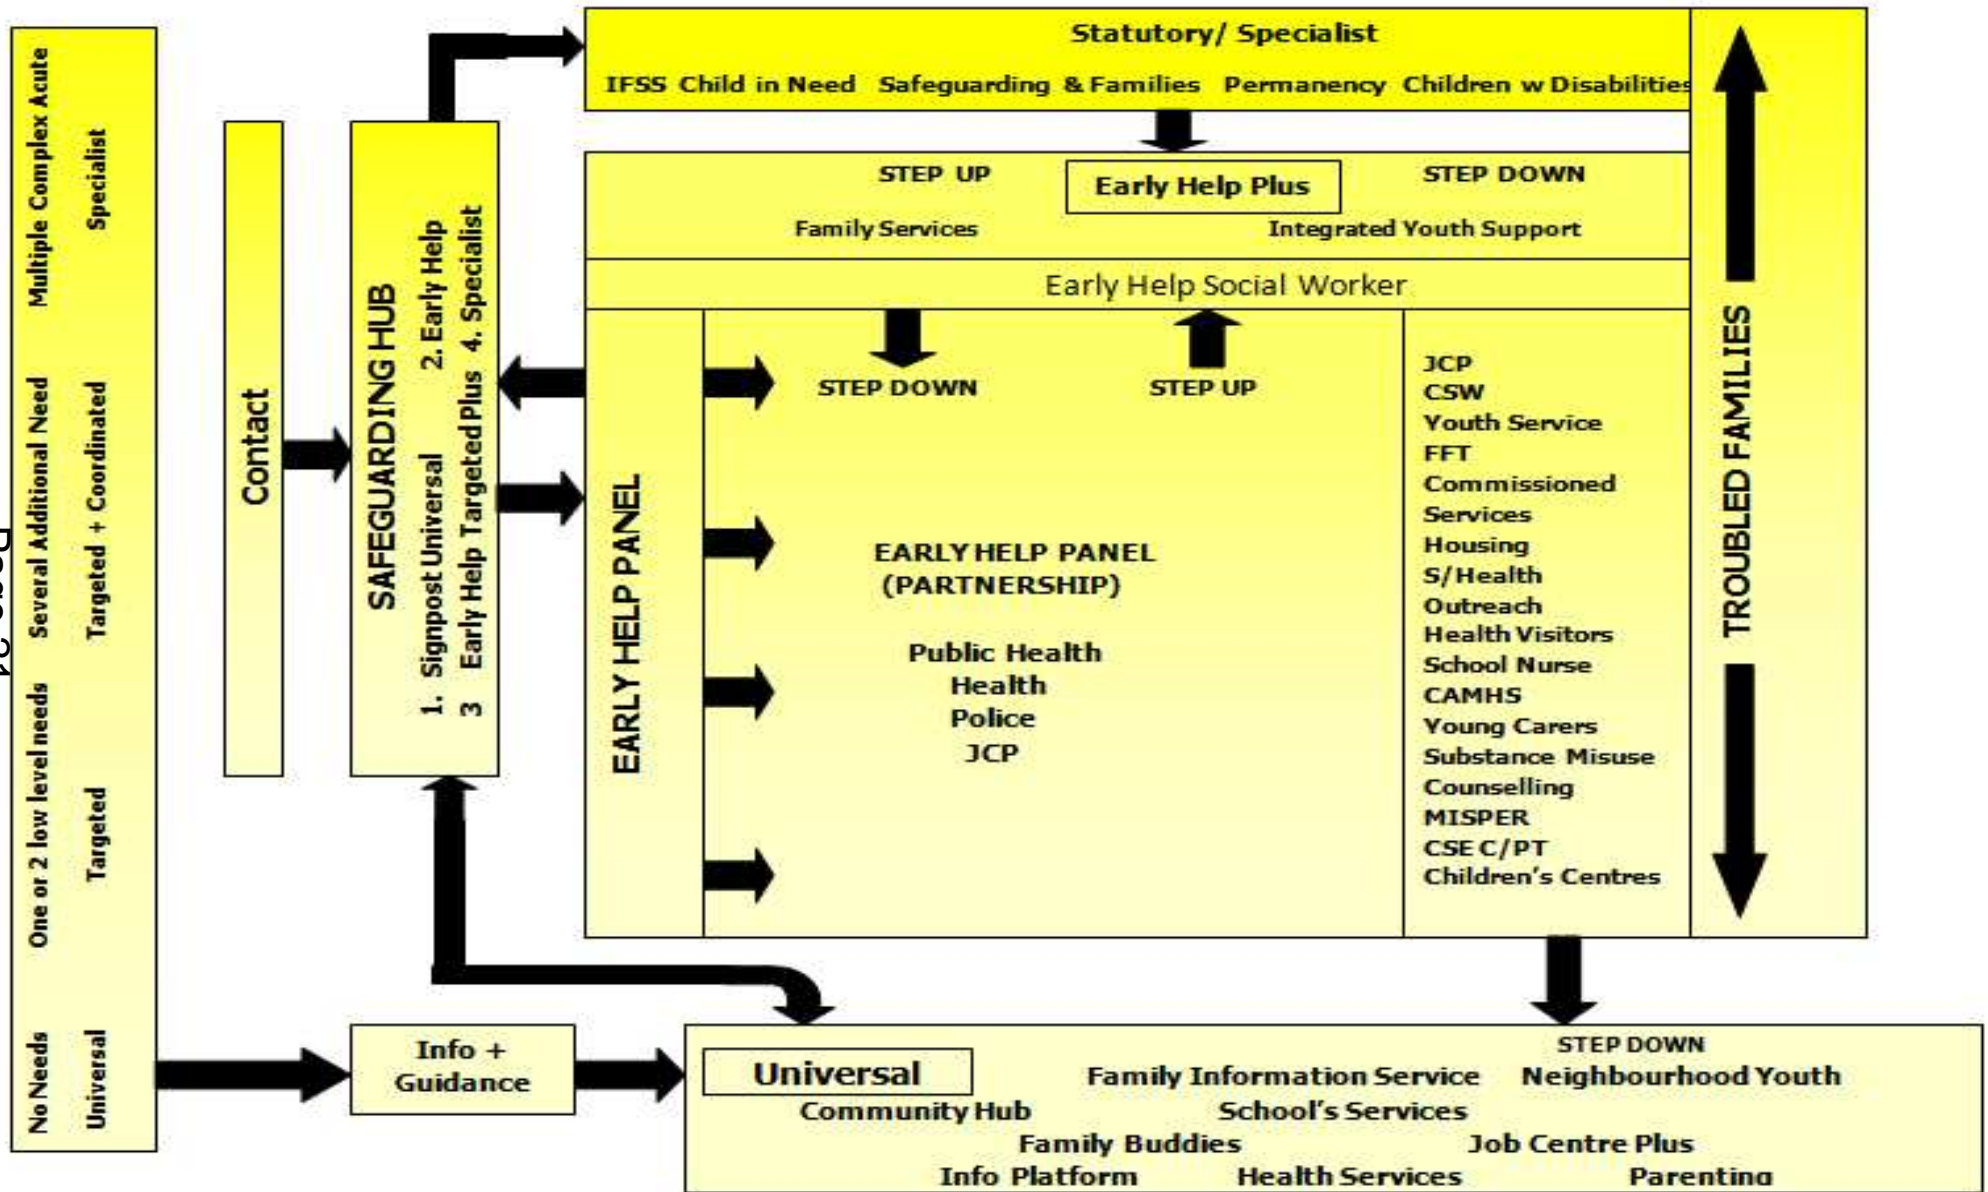 Multiple Complex Acute
Specialist
Several Additional Need
Targeted + Coordinated
One or 2 low level needs
Targeted
No Needs
Universal
Contact
SAFEGUARDING HUB
1. Signpost Universal 2. Early Help
3 Early Help Targeted Plus 4. Specialist
Statutory/ Specialist
IFSS Child in Need Safeguarding & Families Permanency Children w Disabilities
STEP UP Early Help Plus STEP DOWN
Family Services Integrated Youth Support
Early Help Social Worker
EARLY HELP PANEL
STEP DOWN STEP UP
EARLY HELP PANEL
(PARTNERSHIP)
Public Health
Health
Police
JCP
JCP
CSW
Youth Service
FFT
Commissioned
Services
Housing
S/Health
Outreach
Health Visitors
School Nurse
CAMHS
Young Carers
Substance Misuse
Counselling
MISPER
CSE C/PT
Children's Centres
TROUBLED FAMILIES
Info +
Guidance
STEP DOWN
Universal Family Information Service Neighbourhood Youth
Community Hub School's Services
Family Buddies Job Centre Plus
Info Platform Health Services Parenting